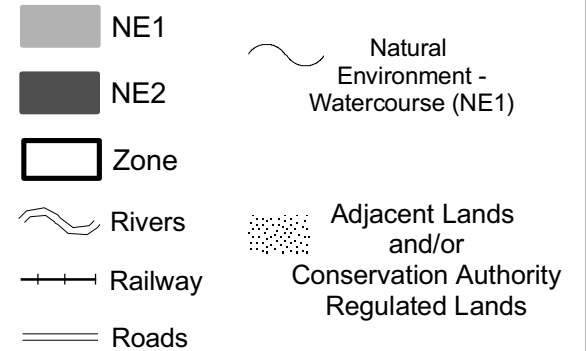 NE1
NE2
Zone
Rivers
Railway
Roads
Natural
Environment -
Watercourse (NE1)
Adjacent Lands
and/or
Conservation Authority
Regulated Lands